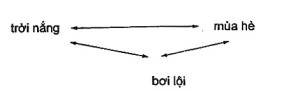 trời nắng
mùa hè
bơi lội